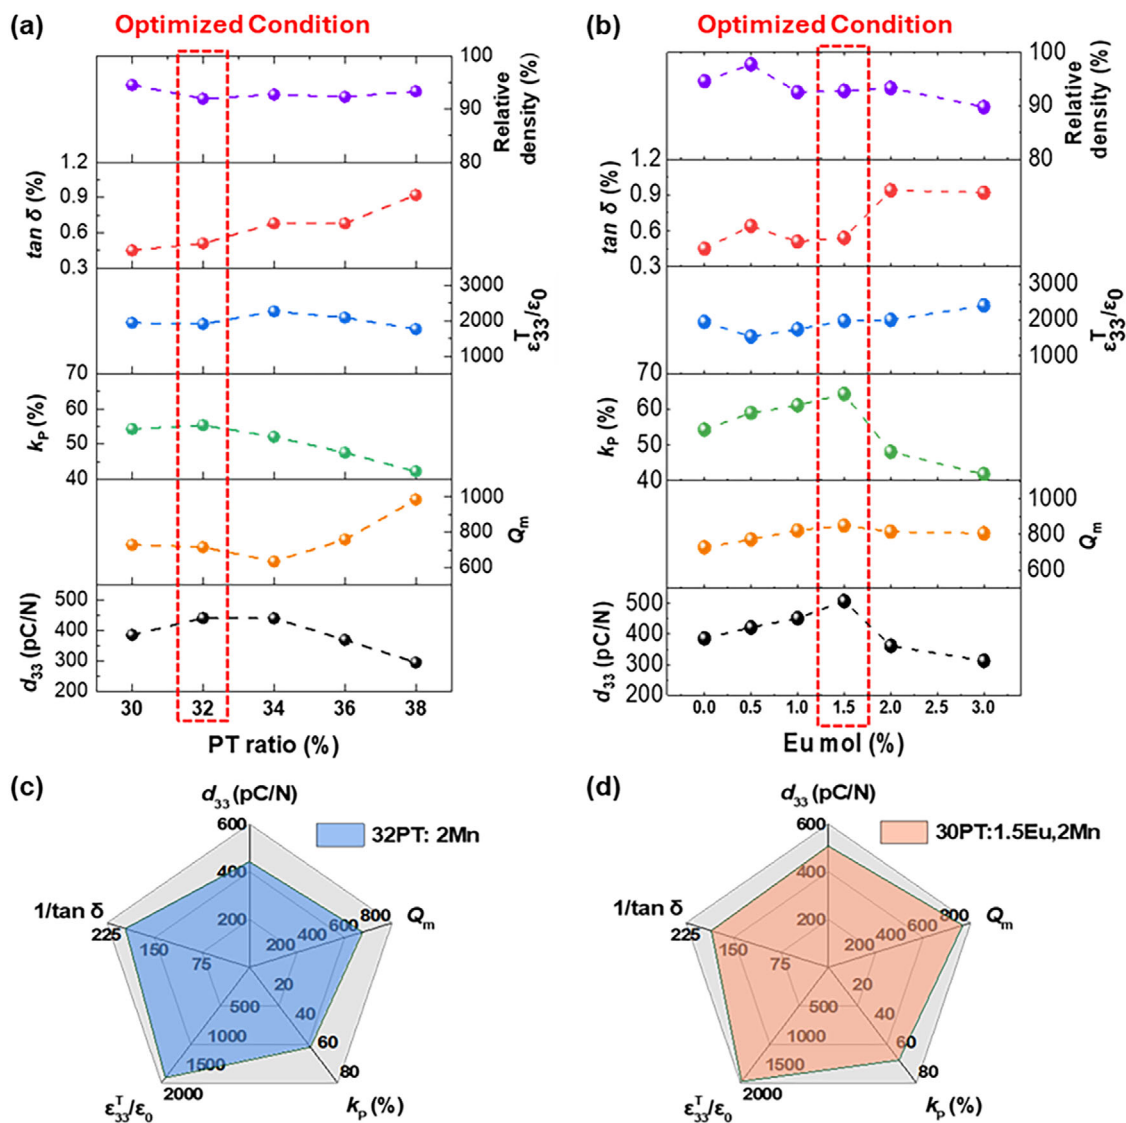 (a) Optimized Condition
100
90
80
Relative density (%)
1.2
0.9
0.6
0.3
tan δ (%)
3000
2000
1000
ε33^T/ε0
70
60
50
40
kP (%)
1000
800
600
Qm
500
400
300
200
d33 (pC/N)
30 32 34 36 38
PT ratio (%)
(b) Optimized Condition
100
90
80
Relative density (%)
1.2
0.9
0.6
0.3
tan δ (%)
3000
2000
1000
ε33^T/ε0
70
60
50
40
kP (%)
1000
800
600
Qm
500
400
300
200
d33 (pC/N)
0.0 0.5 1.0 1.5 2.0 2.5 3.0
Eu mol (%)
(c)
d33 (pC/N)
32PT: 2Mn
600
400
200
1/tan δ
225
150
75
Qm
800
600
400
200
500
1000
1500
2000
ε33^T/ε0
20
40
60
80
kp (%)
(d)
d33 (pC/N)
30PT:1.5Eu,2Mn
600
400
200
1/tan δ
225
150
75
Qm
800
600
400
200
500
1000
1500
2000
ε33^T/ε0
20
40
60
80
kp (%)